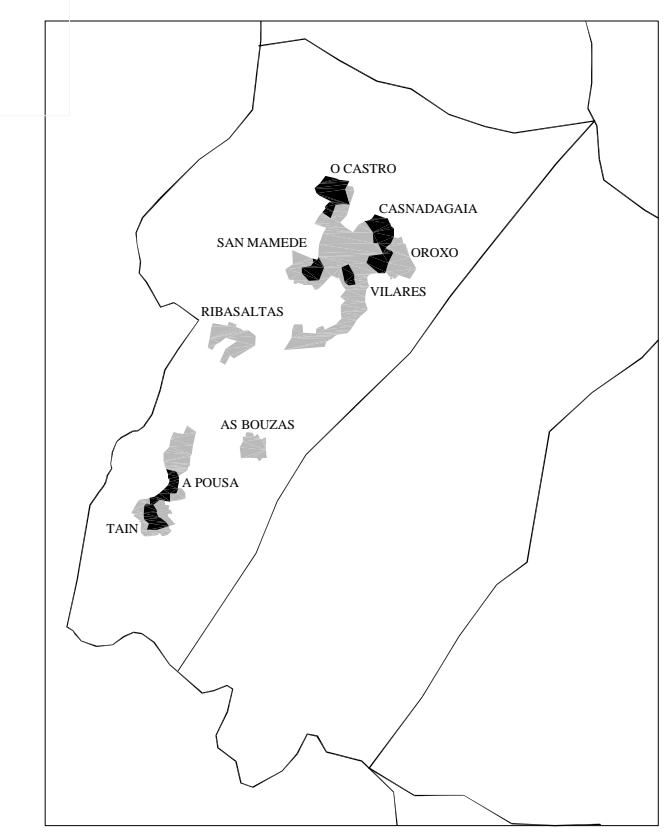 O CASTRO
CASNADAGAIA
SAN MAMEDE
OROXO
VILARES
RIBASALTAS
AS BOUZAS
A POUSA
TAIN